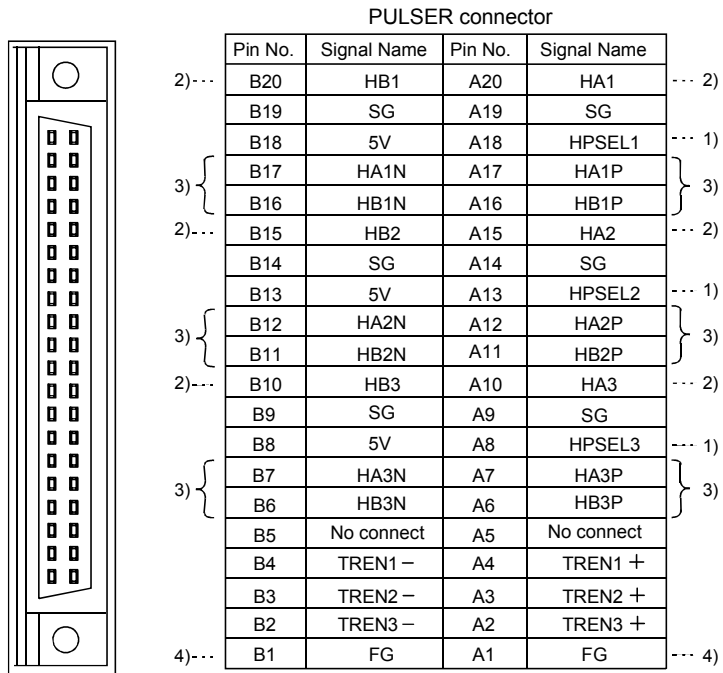 PULSER connector
Pin No. Signal Name Pin No. Signal Name
2) B20 HB1 A20 HA1 2)
B19 SG A19 SG
B18 5V A18 HPSEL1 1)
B17 HA1N A17 HA1P
3) 3)
B16 HB1N A16 HB1P
2) B15 HB2 A15 HA2 2)
B14 SG A14 SG
B13 5V A13 HPSEL2 1)
B12 HA2N A12 HA2P
3) 3)
B11 HB2N A11 HB2P
2) B10 HB3 A10 HA3 2)
B9 SG A9 SG
B8 5V A8 HPSEL3 1)
B7 HA3N A7 HA3P
3) 3)
B6 HB3N A6 HB3P
B5 No connect A5 No connect
B4 TREN1 − A4 TREN1 +
B3 TREN2 − A3 TREN2 +
B2 TREN3 − A2 TREN3 +
4) B1 FG A1 FG 4)